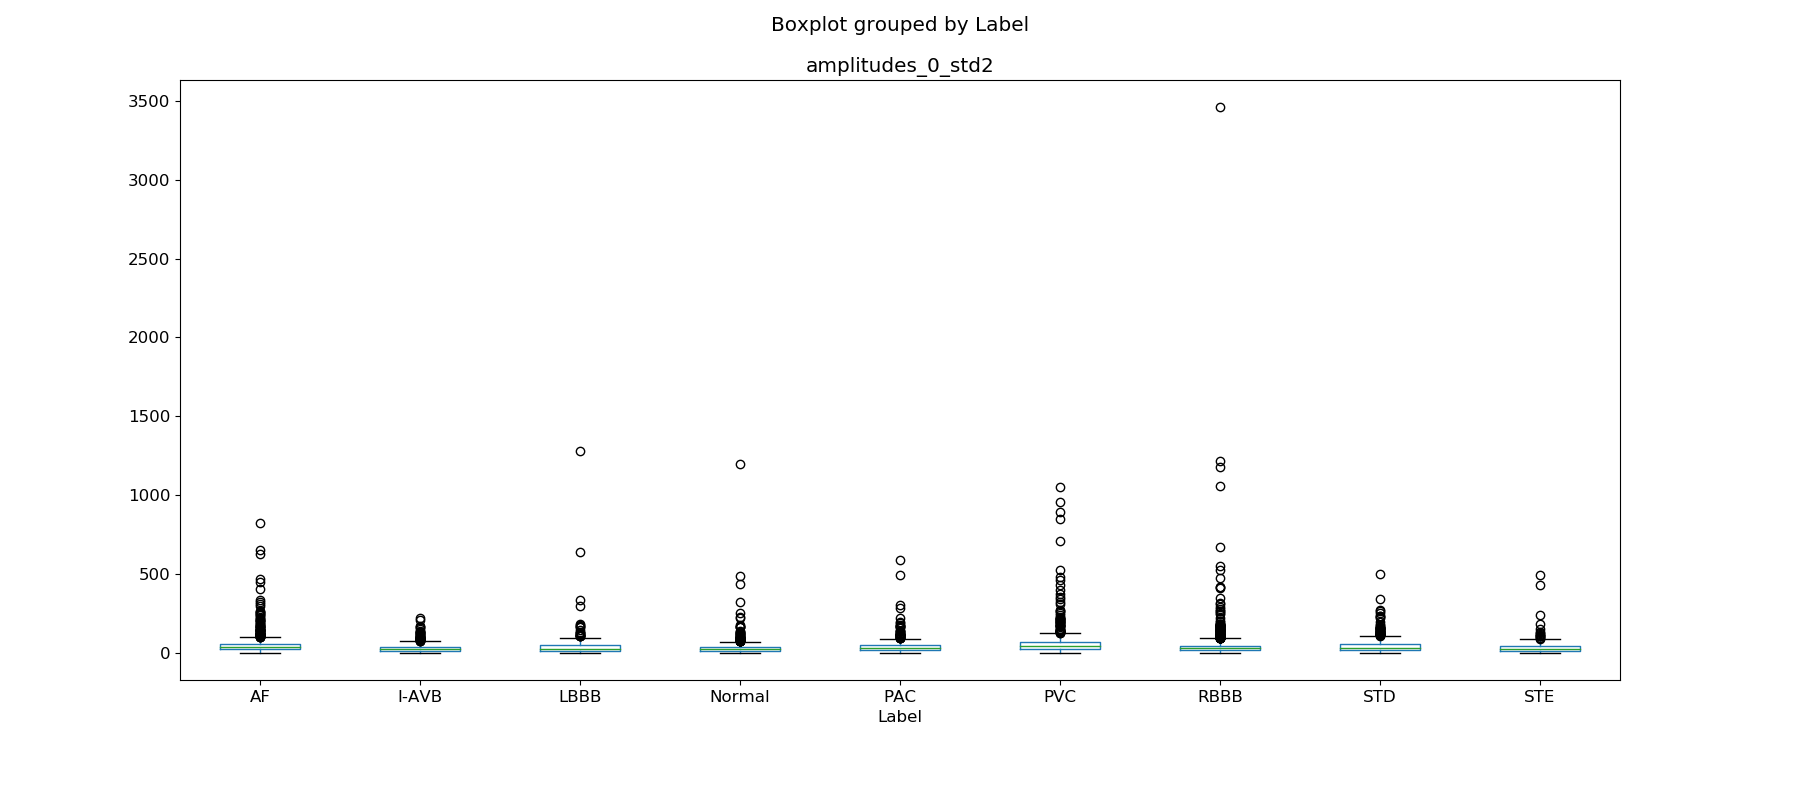 Boxplot grouped by Label
amplitudes_0_std2
3500
3000
2500
2000
1500
1000
500
0
AF I-AVB LBBB Normal PAC PVC RBBB STD STE
Label